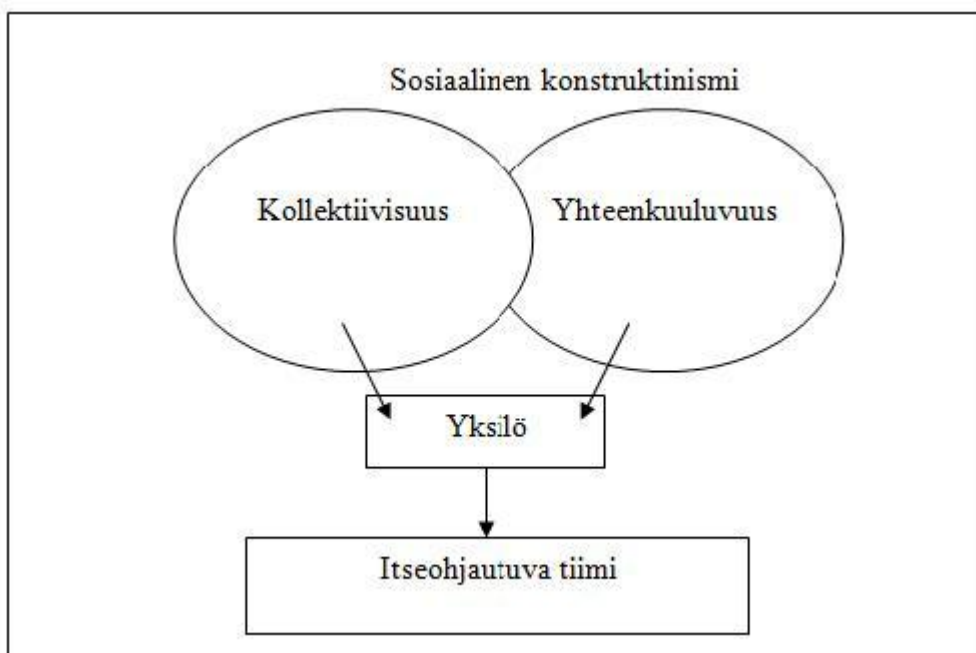 Sosiaalinen konstruktinismi
Kollektiivisuus
Yhteenkuuluvuus
Yksilö
Itseohjautuva tiimi